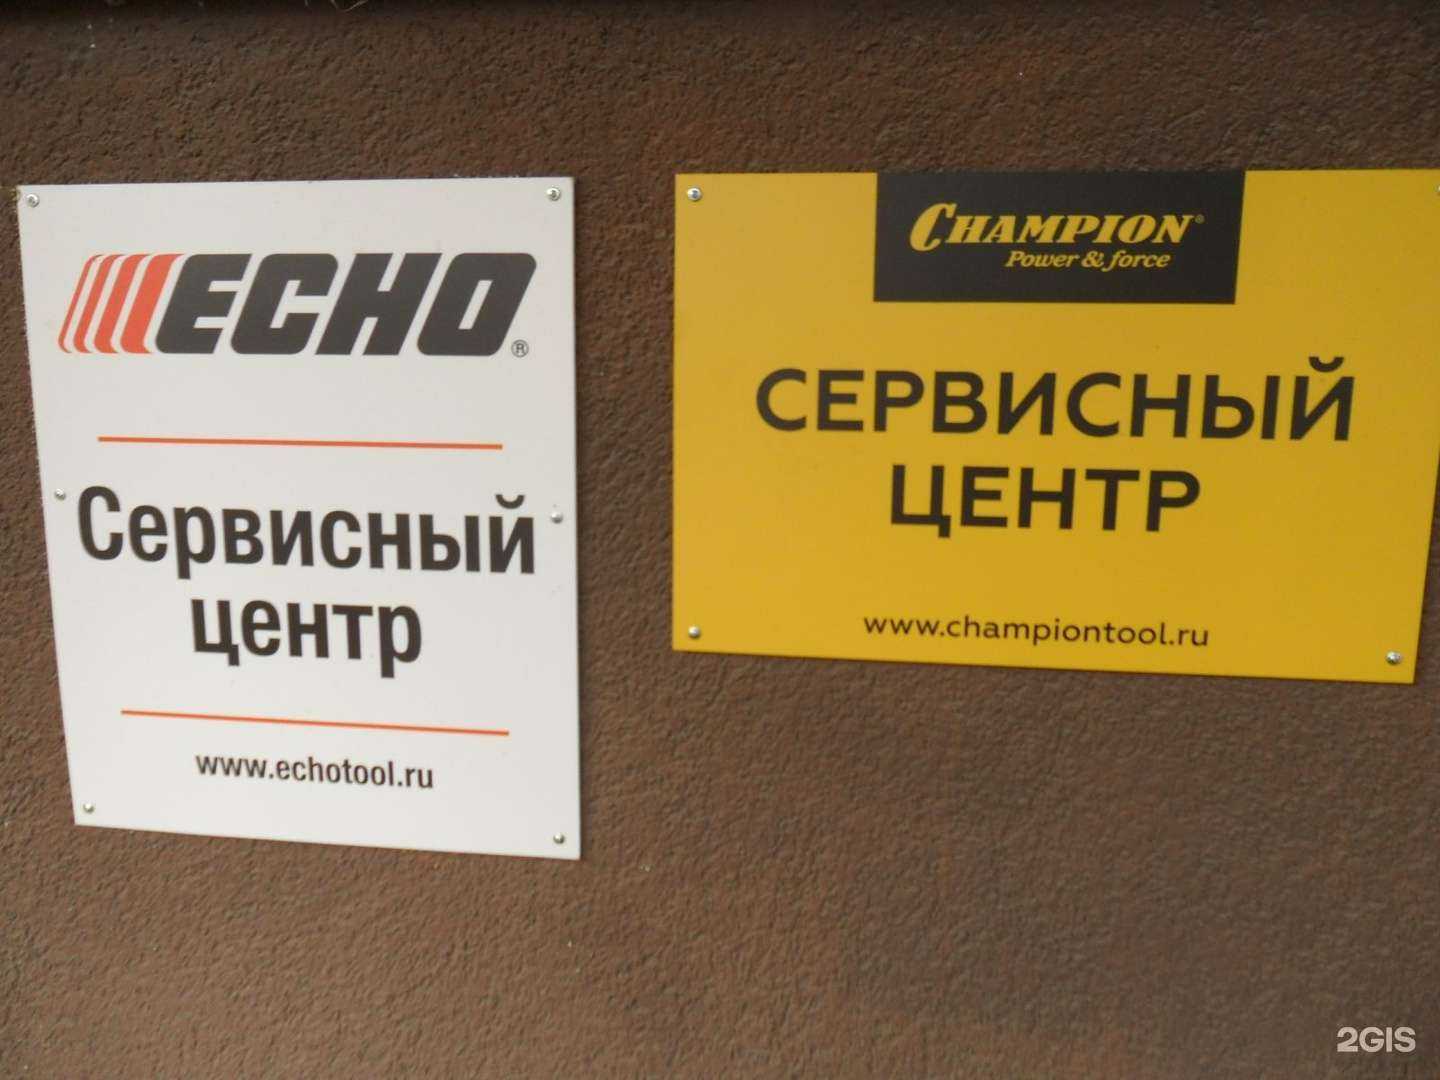 ECHO®
Сервисный
центр
www.echotool.ru
CHAMPION®
Power & force
СЕРВИСНЫЙ
ЦЕНТР
www.championtool.ru
2GIS